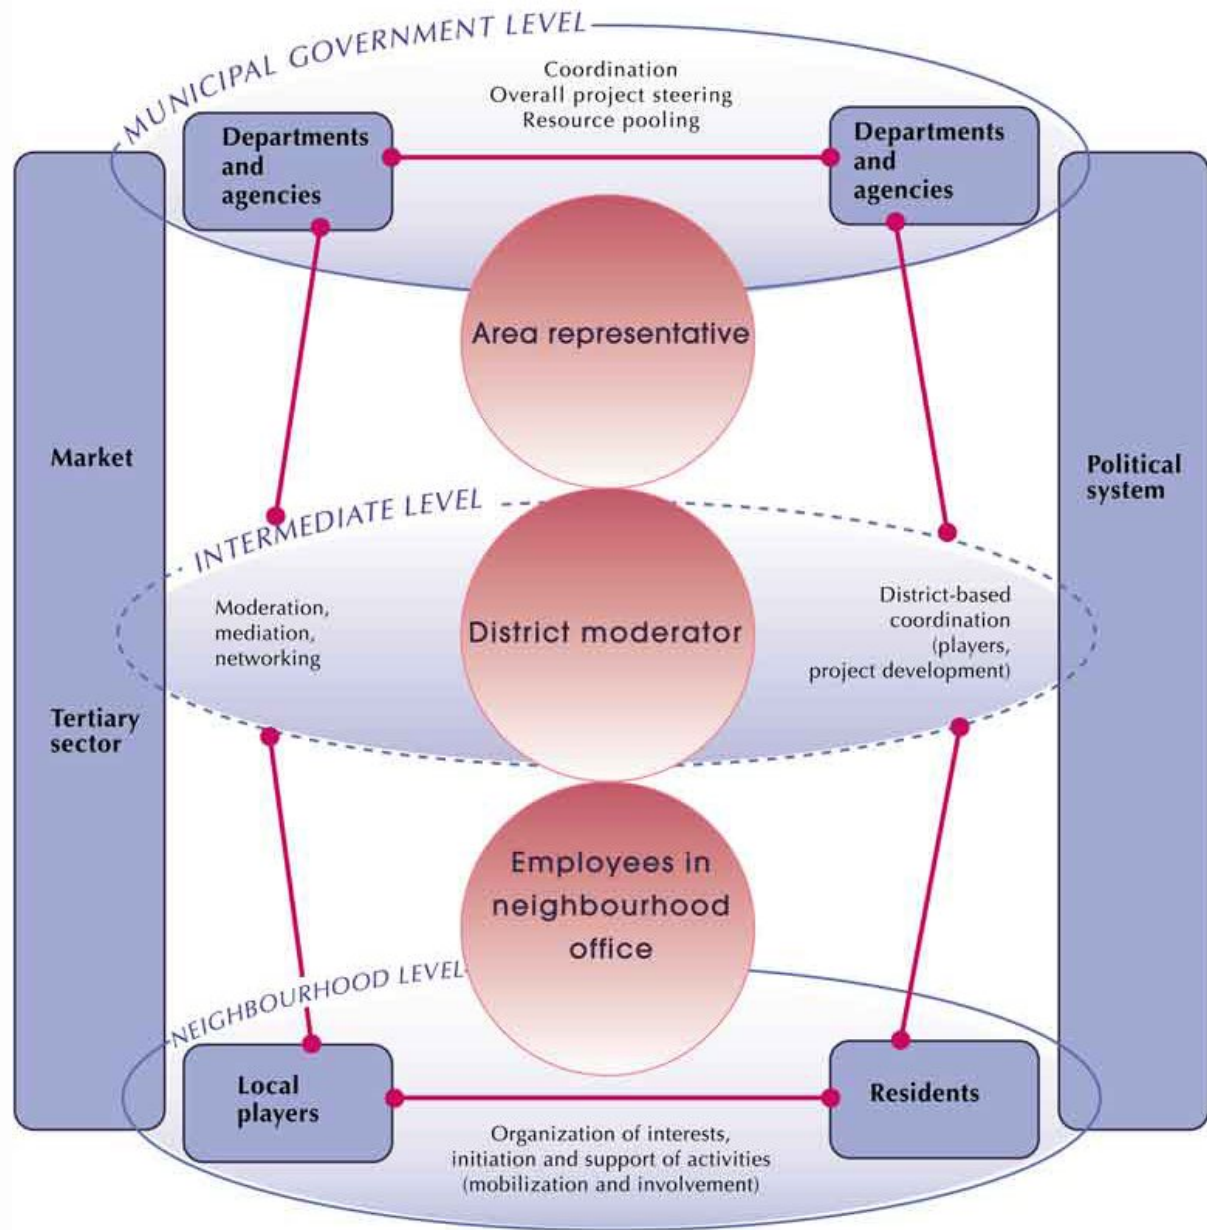 MUNICIPAL GOVERNMENT LEVEL
Coordination
Overall project steering
Resource pooling
Departments
and
agencies
Departments
and
agencies
Area representative
Market
Political
system
INTERMEDIATE LEVEL
Moderation,
mediation,
networking
District moderator
District-based
coordination
(players,
project development)
Tertiary
sector
Employees in
neighbourhood
office
NEIGHBOURHOOD LEVEL
Local
players
Residents
Organization of interests,
initiation and support of activities
(mobilization and involvement)